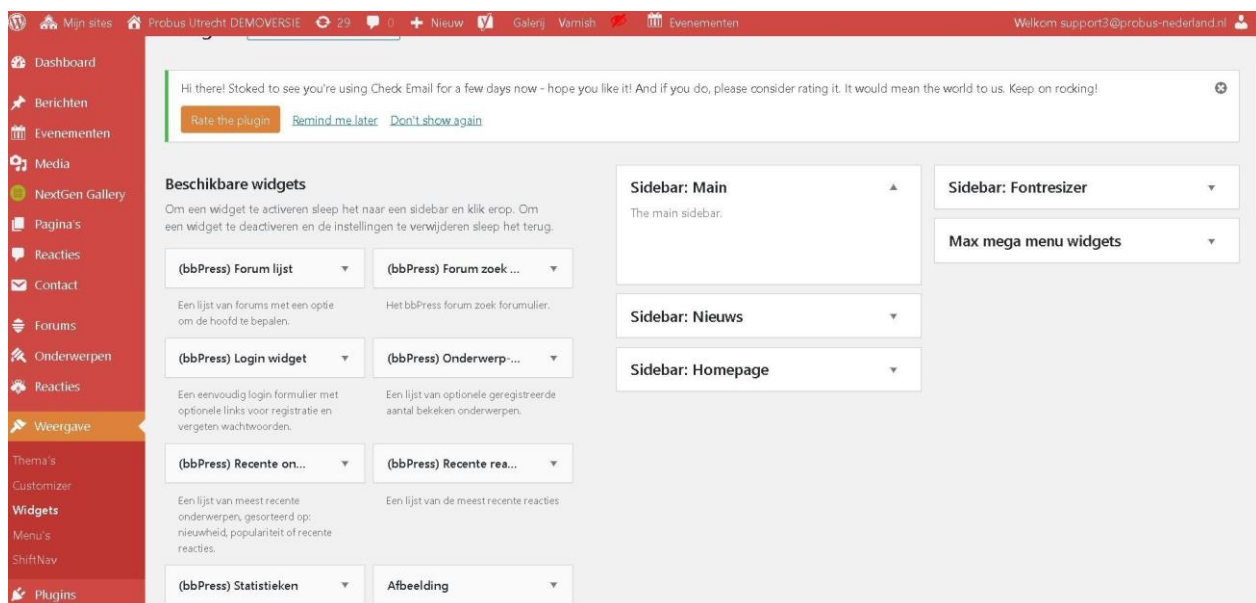 Mijn sites Probus Utrecht DEMOVERSIE 29 0 Nieuw Galerij Varnish Evenementen Welkom support3@probus-nederland.nl
Dashboard
Berichten
Evenementen
Media
NextGen Gallery
Pagina's
Reacties
Contact
Forums
Onderwerpen
Reacties
Weergave
Thema's
Customizer
Widgets
Menu's
ShiftNav
Plugins
Hi there! Stoked to see you're using Check Email for a few days now - hope you like it! And if you do, please consider rating it. It would mean the world to us. Keep on rocking!
Rate the plugin Remind me later Don't show again
Beschikbare widgets
Om een widget te activeren sleep het naar een sidebar en klik erop. Om
een widget te deactiveren en de instellingen te verwijderen sleep het terug.
(bbPress) Forum lijst (bbPress) Forum zoek ...
Een lijst van forums met een optie
om de hoofd te bepalen.
Het bbPress forum zoek forumulier.
(bbPress) Login widget (bbPress) Onderwerp-...
Een eenvoudig login formulier met
optionele links voor registratie en
vergeten wachtwoorden.
Een lijst van optionele geregistreerde
aantal bekeken onderwerpen.
(bbPress) Recente on... (bbPress) Recente rea...
Een lijst van meest recente
onderwerpen, gesorteerd op:
nieuwheid, populariteit of recente
reacties.
Een lijst van de meest recente reacties
(bbPress) Statistieken Afbeelding
Sidebar: Main
The main sidebar.
Sidebar: Nieuws
Sidebar: Homepage
Sidebar: Fontresizer
Max mega menu widgets